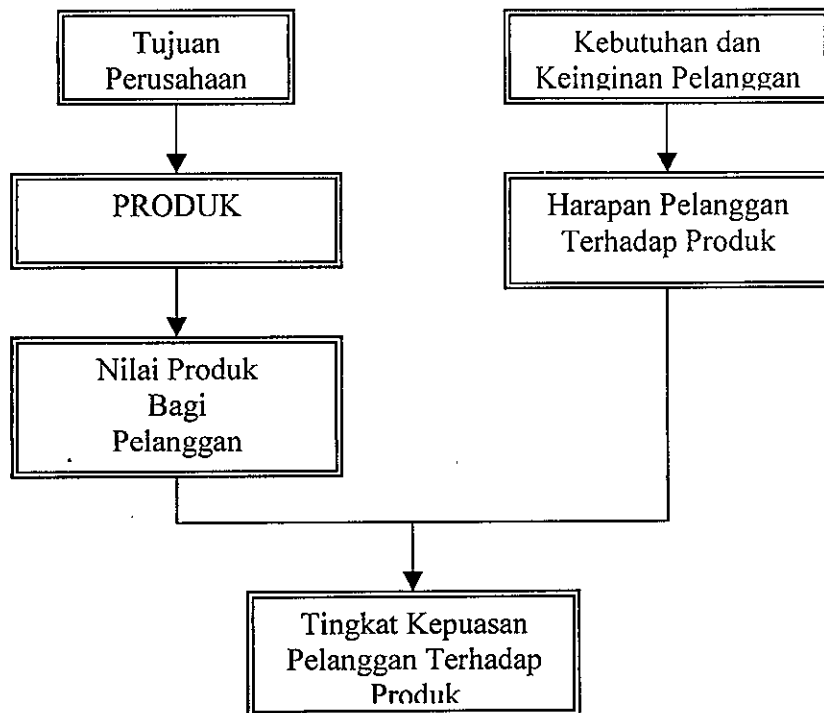 Tujuan
Perusahaan
Kebutuhan dan
Keinginan Pelanggan
PRODUK
Harapan Pelanggan
Terhadap Produk
Nilai Produk
Bagi
Pelanggan
Tingkat Kepuasan
Pelanggan Terhadap
Produk